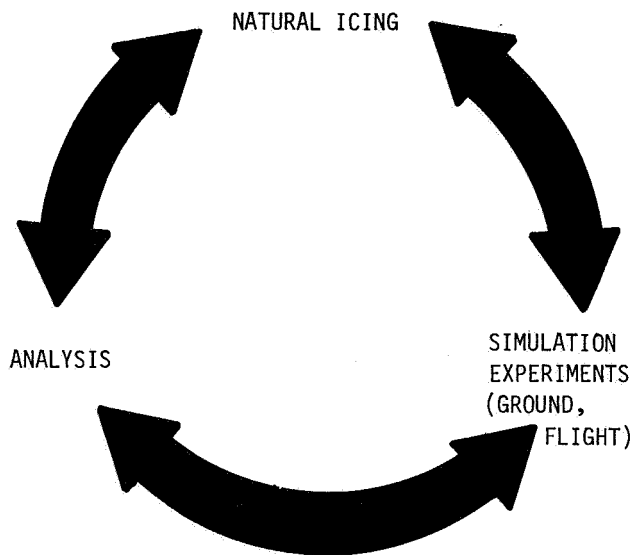 NATURAL ICING
ANALYSIS
SIMULATION
EXPERIMENTS
(GROUND,
FLIGHT)